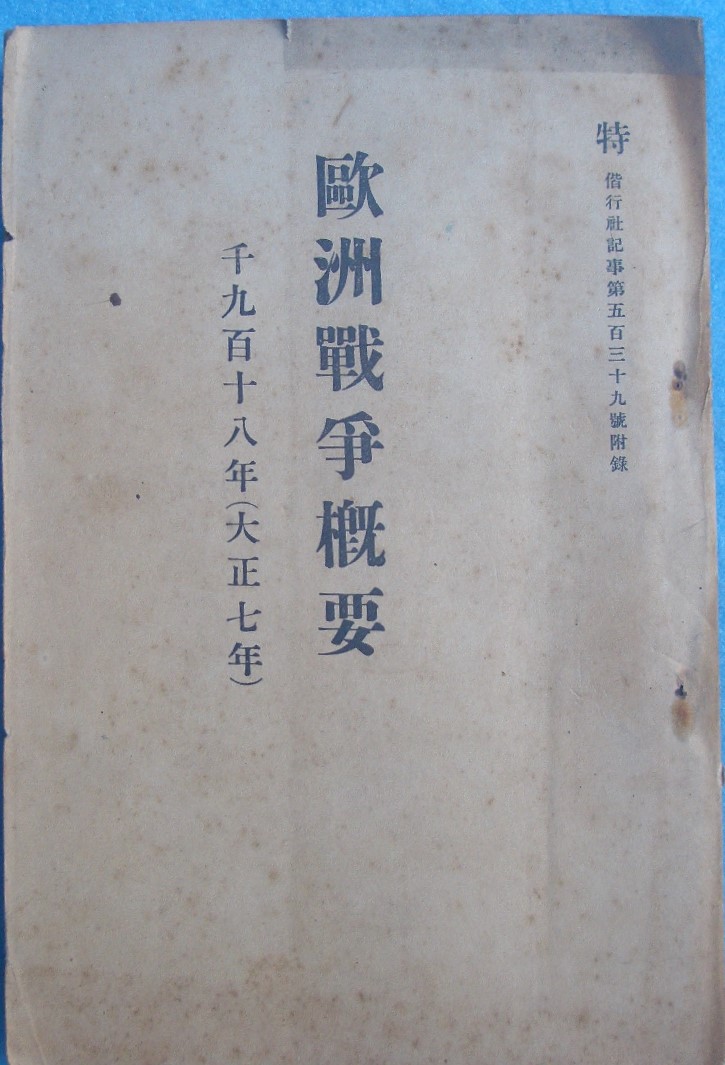 特 偕行社記事第五百三十九號附錄
歐洲戰爭概要
千九百十八年(大正七年)